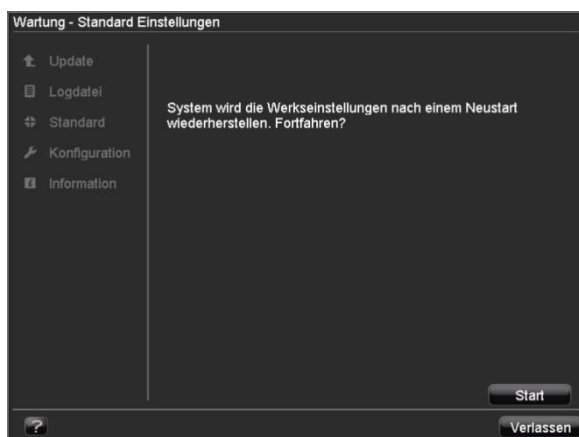 Wartung - Standard Einstellungen
Update
Logdatei
Standard
Konfiguration
Information
System wird die Werkseinstellungen nach einem Neustart
wiederherstellen. Fortfahren?
Start
?
Verlassen